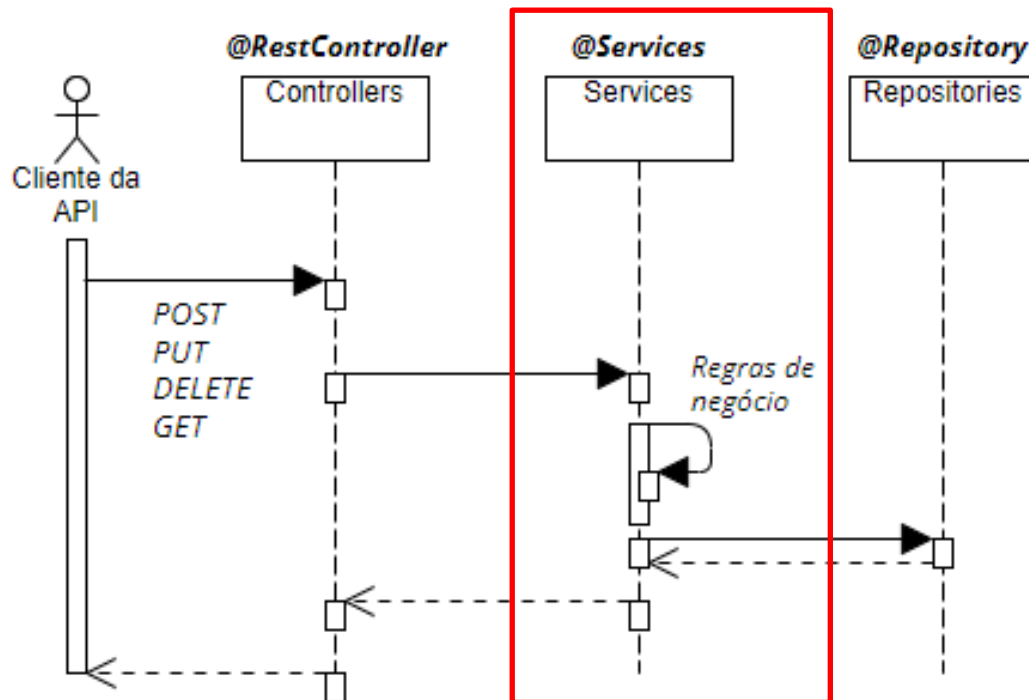 @RestController
@Services
@Repository
Controllers
Services
Repositories
Cliente da
API
POST
PUT
DELETE
GET
Regras de
negócio